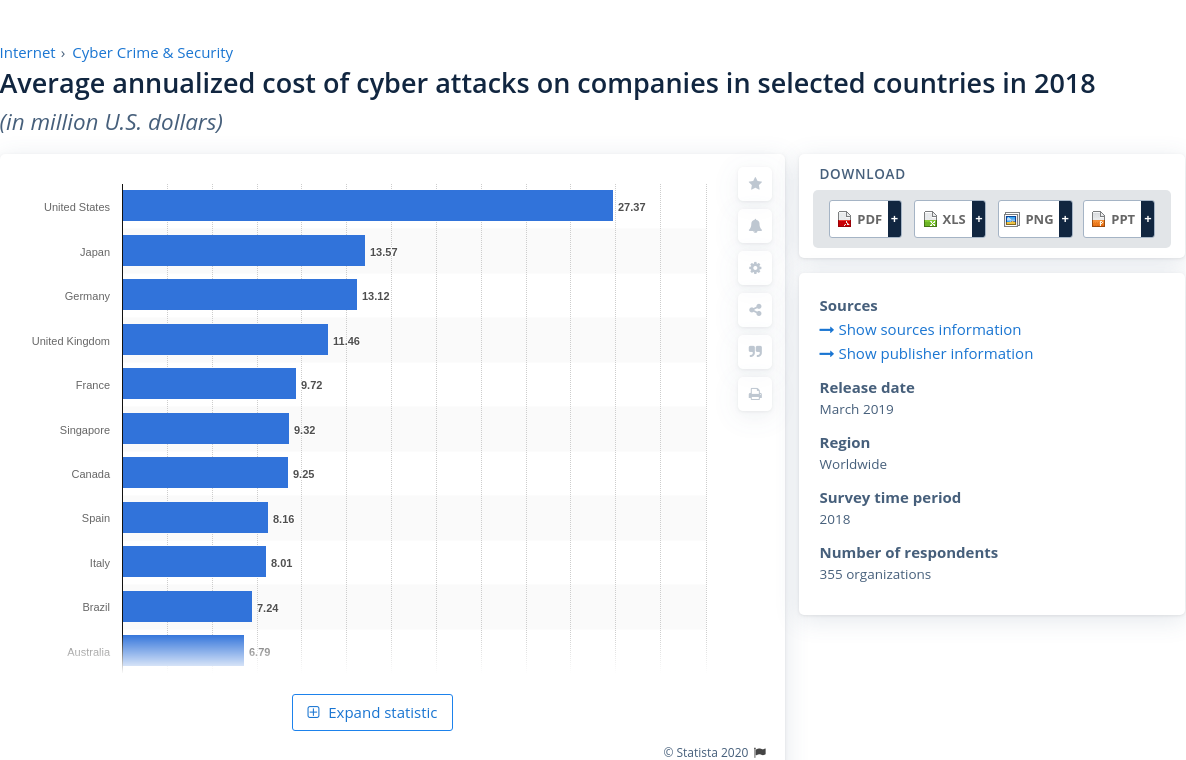 Internet › Cyber Crime & Security
Average annualized cost of cyber attacks on companies in selected countries in 2018
(in million U.S. dollars)
United States 27.37
Japan 13.57
Germany 13.12
United Kingdom 11.46
France 9.72
Singapore 9.32
Canada 9.25
Spain 8.16
Italy 8.01
Brazil 7.24
Australia 6.79
Expand statistic
© Statista 2020
DOWNLOAD
PDF + XLS + PNG + PPT +
Sources
Show sources information
Show publisher information
Release date
March 2019
Region
Worldwide
Survey time period
2018
Number of respondents
355 organizations